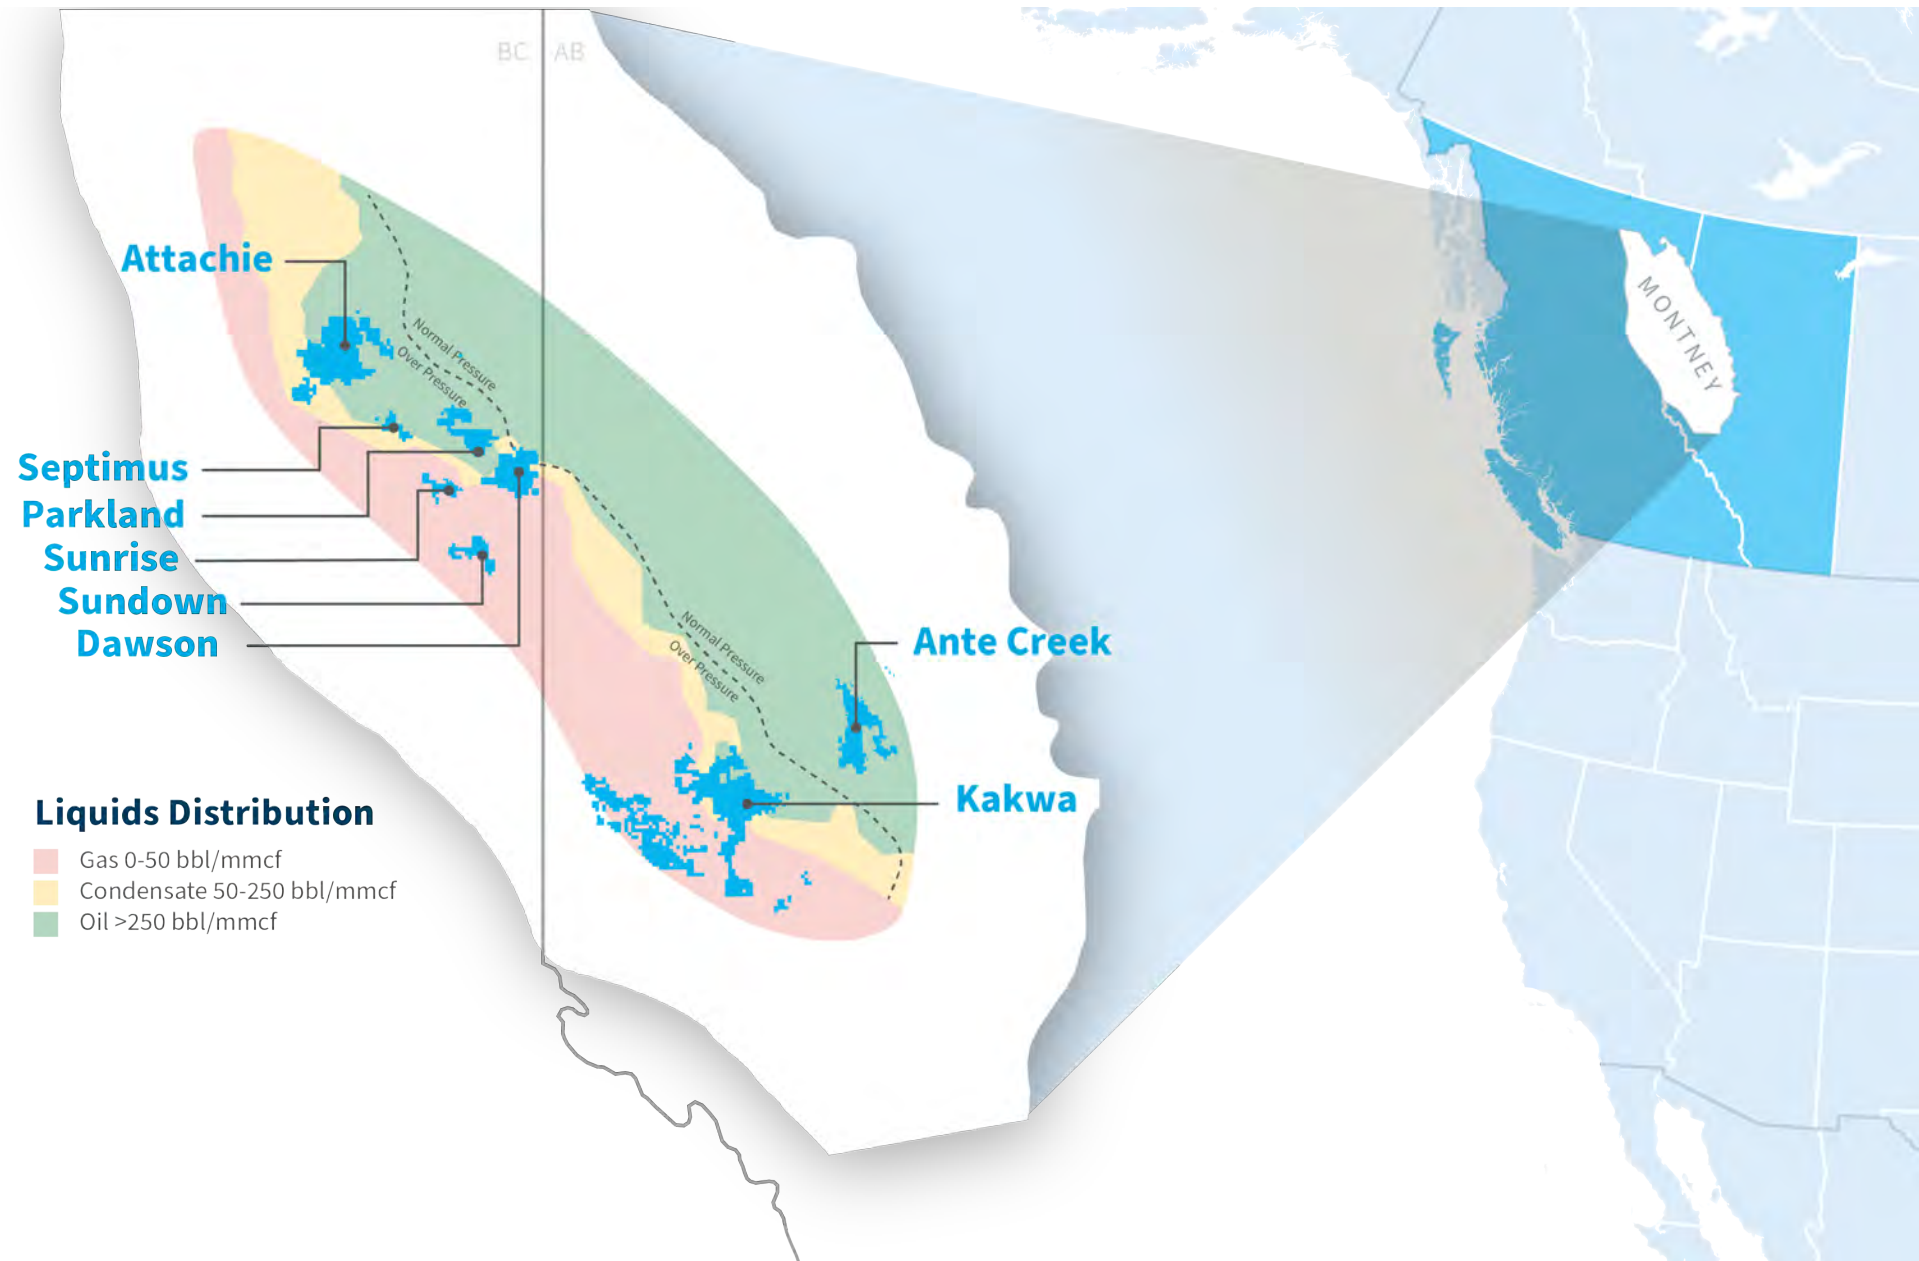 BC AB
Attachie
Normal Pressure
Over Pressure
Septimus
Parkland
Sunrise
Sundown
Dawson
Normal Pressure
Over Pressure
Ante Creek
Kakwa
MONTNEY
Liquids Distribution
Gas 0-50 bbl/mmcf
Condensate 50-250 bbl/mmcf
Oil >250 bbl/mmcf